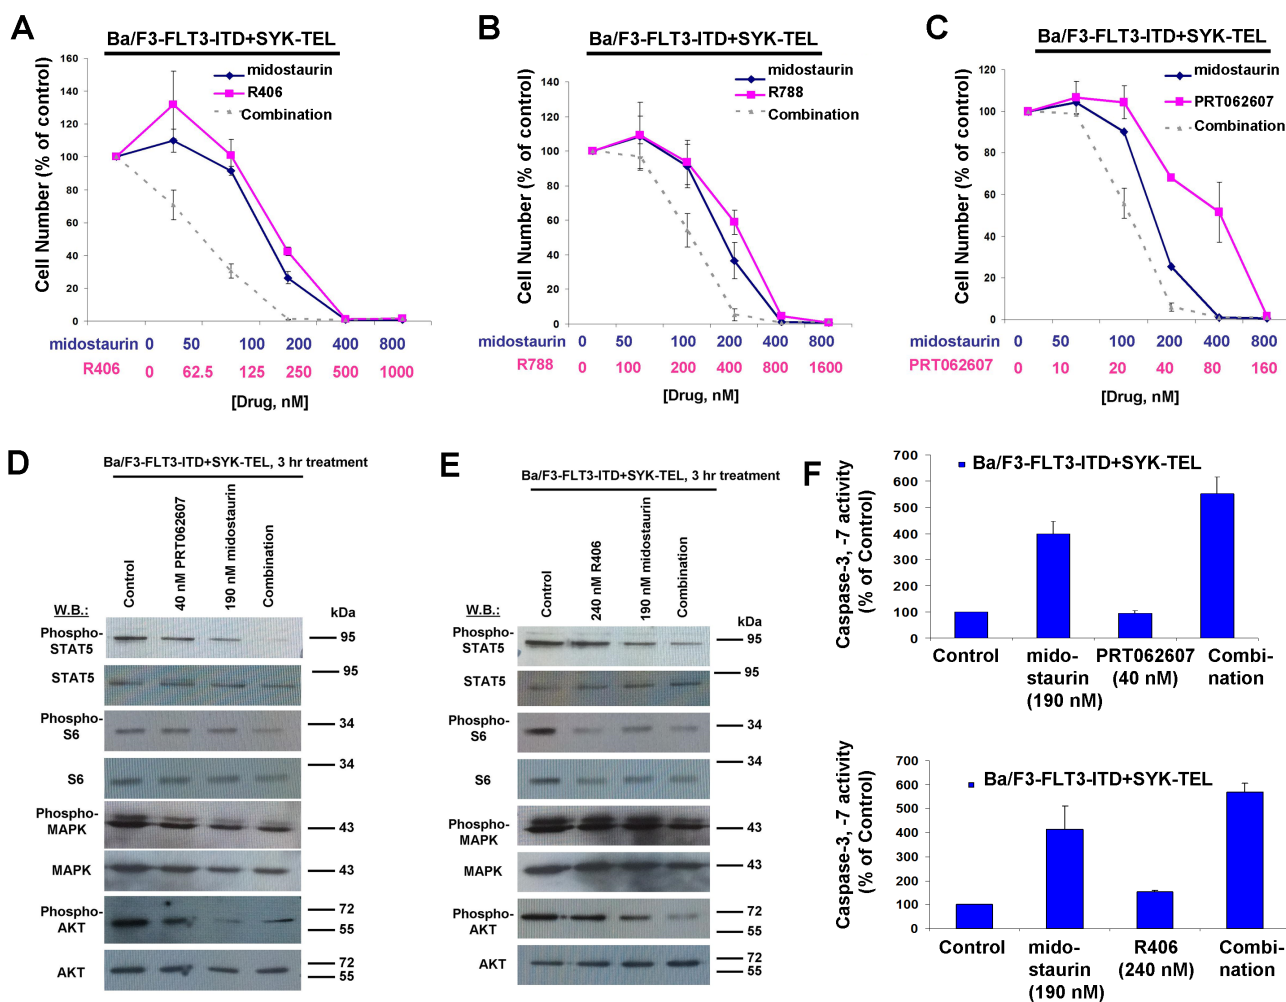 A
Ba/F3-FLT3-ITD+SYK-TEL
Cell Number (% of control)
160
140
120
100
80
60
40
20
0
midostaurin
R406
Combination
midostaurin 0 50 100 200 400 800
R406 0 62.5 125 250 500 1000
[Drug, nM]
B
Ba/F3-FLT3-ITD+SYK-TEL
Cell Number (% of control)
140
120
100
80
60
40
20
0
midostaurin
R788
Combination
midostaurin 0 50 100 200 400 800
R788 0 100 200 400 800 1600
[Drug, nM]
C
Ba/F3-FLT3-ITD+SYK-TEL
Cell Number (% of control)
120
100
80
60
40
20
0
midostaurin
PRT062607
Combination
midostaurin 0 50 100 200 400 800
PRT062607 0 10 20 40 80 160
[Drug, nM]
D
Ba/F3-FLT3-ITD+SYK-TEL, 3 hr treatment
Control
40 nM PRT062607
190 nM midostaurin
Combination
W.B.:
kDa
Phospho-
STAT5
95
STAT5
95
Phospho-
S6
34
S6
34
Phospho-
MAPK
43
MAPK
43
Phospho-
AKT
72
55
AKT
72
55
E
Ba/F3-FLT3-ITD+SYK-TEL, 3 hr treatment
Control
240 nM R406
190 nM midostaurin
Combination
W.B.:
kDa
Phospho-
STAT5
95
STAT5
95
Phospho-
S6
34
S6
34
Phospho-
MAPK
43
MAPK
43
Phospho-
AKT
72
55
AKT
72
55
F
Ba/F3-FLT3-ITD+SYK-TEL
Caspase-3, -7 activity
(% of Control)
700
600
500
400
300
200
100
0
Control
mido-
staurin
(190 nM)
PRT062607
(40 nM)
Combi-
nation
Ba/F3-FLT3-ITD+SYK-TEL
Caspase-3, -7 activity
(% of Control)
700
600
500
400
300
200
100
0
Control
mido-
staurin
(190 nM)
R406
(240 nM)
Combi-
nation